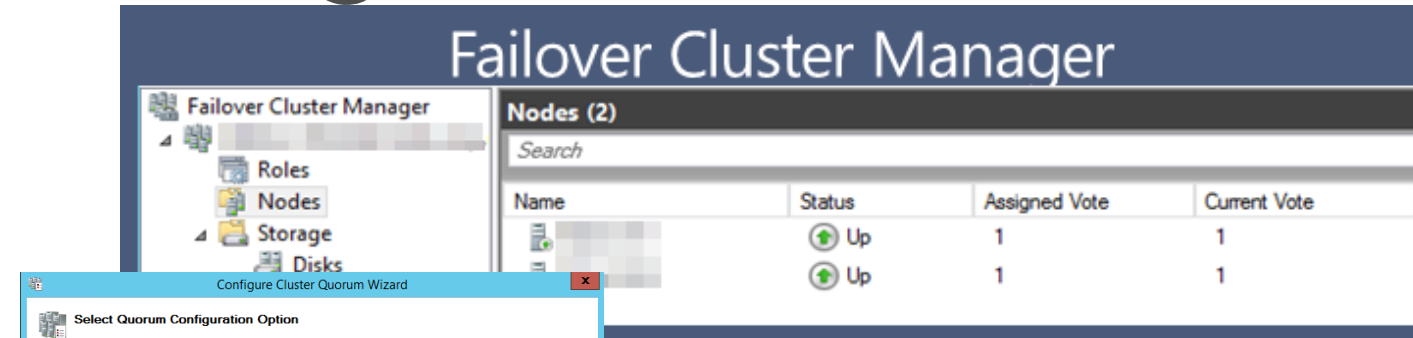 Failover Cluster Manager
Failover Cluster Manager
Roles
Nodes
Storage
Disks
Nodes (2)
Search
Name Status Assigned Vote Current Vote
Up 1 1
Up 1 1
Configure Cluster Quorum Wizard
x
Select Quorum Configuration Option